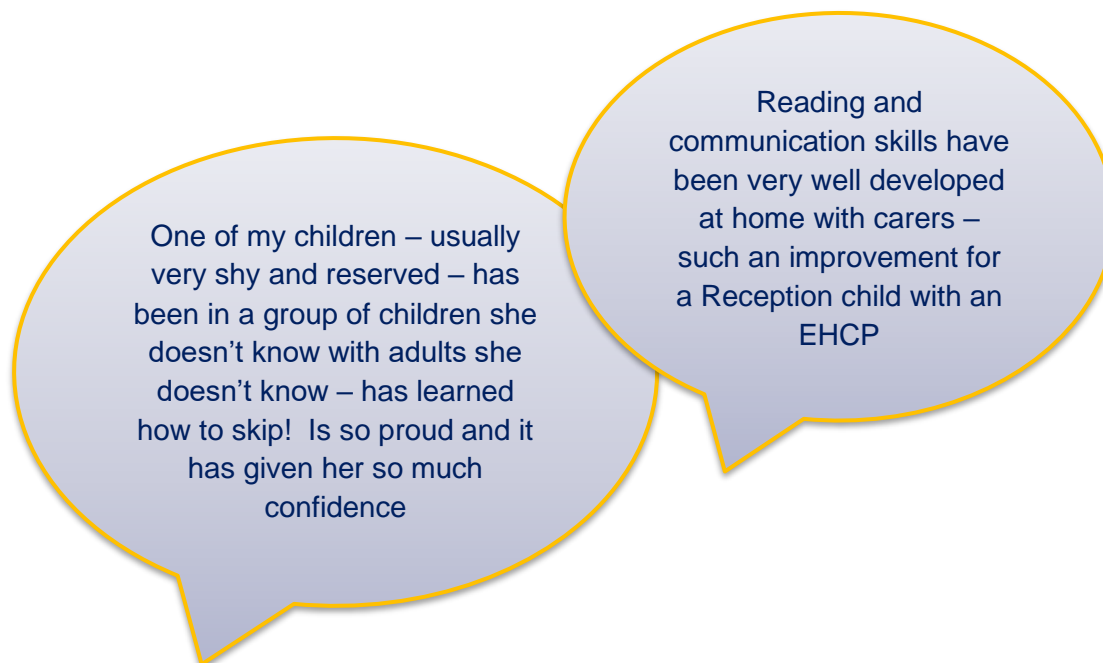 One of my children – usually
very shy and reserved – has
been in a group of children she
doesn’t know with adults she
doesn’t know – has learned
how to skip!  Is so proud and it
has given her so much
confidence
Reading and
communication skills have
been very well developed
at home with carers –
such an improvement for
a Reception child with an
EHCP